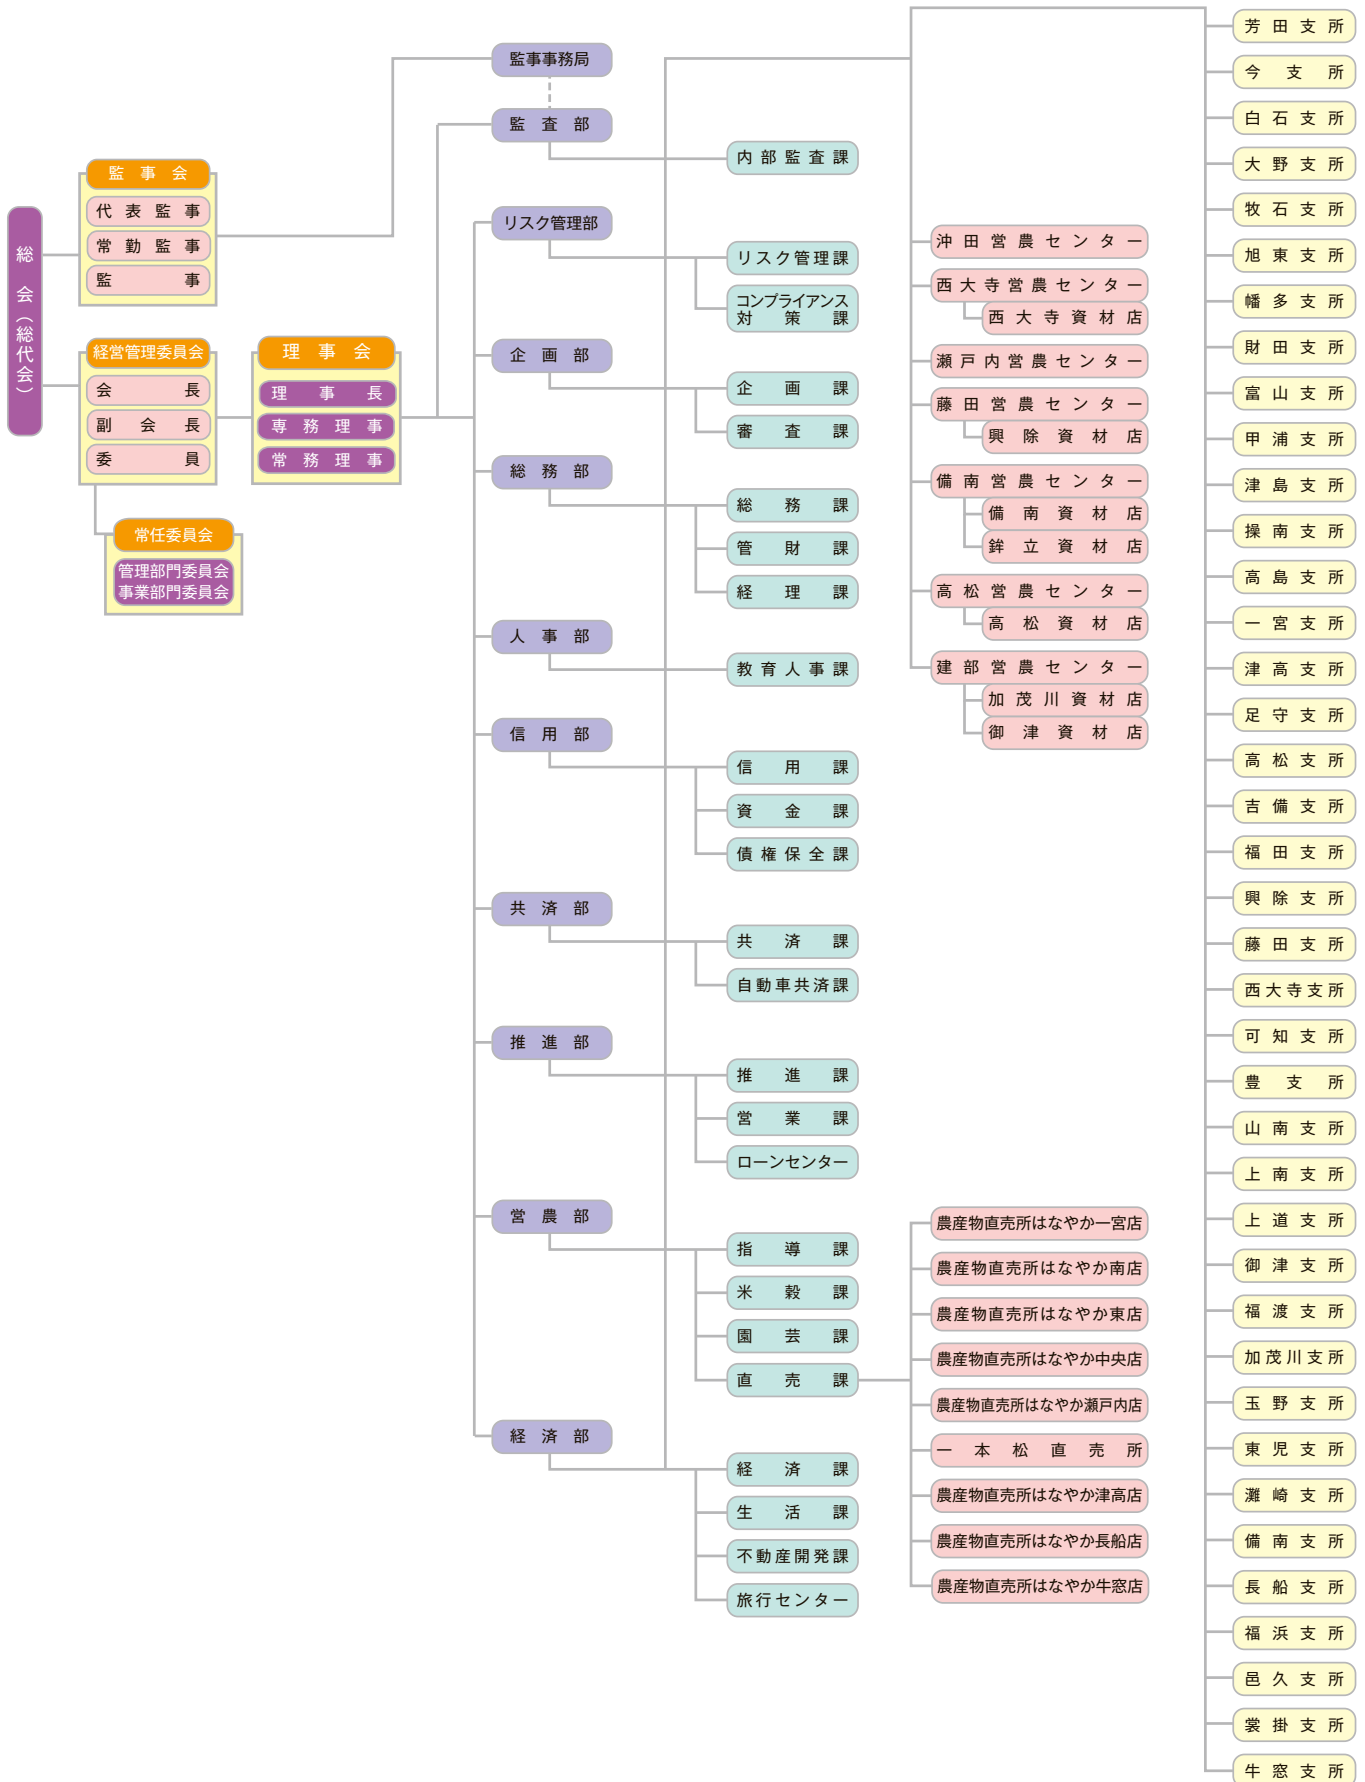 総会（総代会）
監事会
代表監事
常勤監事
監事
経営管理委員会
会長
副会長
委員
常任委員会
管理部門委員会
事業部門委員会
理事会
理事長
専務理事
常務理事
監事事務局
監査部
リスク管理部
企画部
総務部
人事部
信用部
共済部
推進部
営農部
経済部
内部監査課
リスク管理課
コンプライアンス
対策課
企画課
審査課
総務課
管財課
経理課
教育人事課
信用課
資金課
債権保全課
共済課
自動車共済課
推進課
営業課
ローンセンター
指導課
米穀課
園芸課
直売課
経済課
生活課
不動産開発課
旅行センター
沖田営農センター
西大寺営農センター
西大寺資材店
瀬戸内営農センター
藤田営農センター
興除資材店
備南営農センター
備南資材店
鉾立資材店
高松営農センター
高松資材店
建部営農センター
加茂川資材店
御津資材店
農産物直売所はなやか一宮店
農産物直売所はなやか南店
農産物直売所はなやか東店
農産物直売所はなやか中央店
農産物直売所はなやか瀬戸内店
一本松直売所
農産物直売所はなやか津高店
農産物直売所はなやか長船店
農産物直売所はなやか牛窓店
芳田支所
今支所
白石支所
大野支所
牧石支所
旭東支所
幡多支所
財田支所
富山支所
甲浦支所
津島支所
操南支所
高島支所
一宮支所
津高支所
足守支所
高松支所
吉備支所
福田支所
興除支所
藤田支所
西大寺支所
可知支所
豊支所
山南支所
上南支所
上道支所
御津支所
福渡支所
加茂川支所
玉野支所
東児支所
灘崎支所
備南支所
長船支所
福浜支所
邑久支所
裳掛支所
牛窓支所